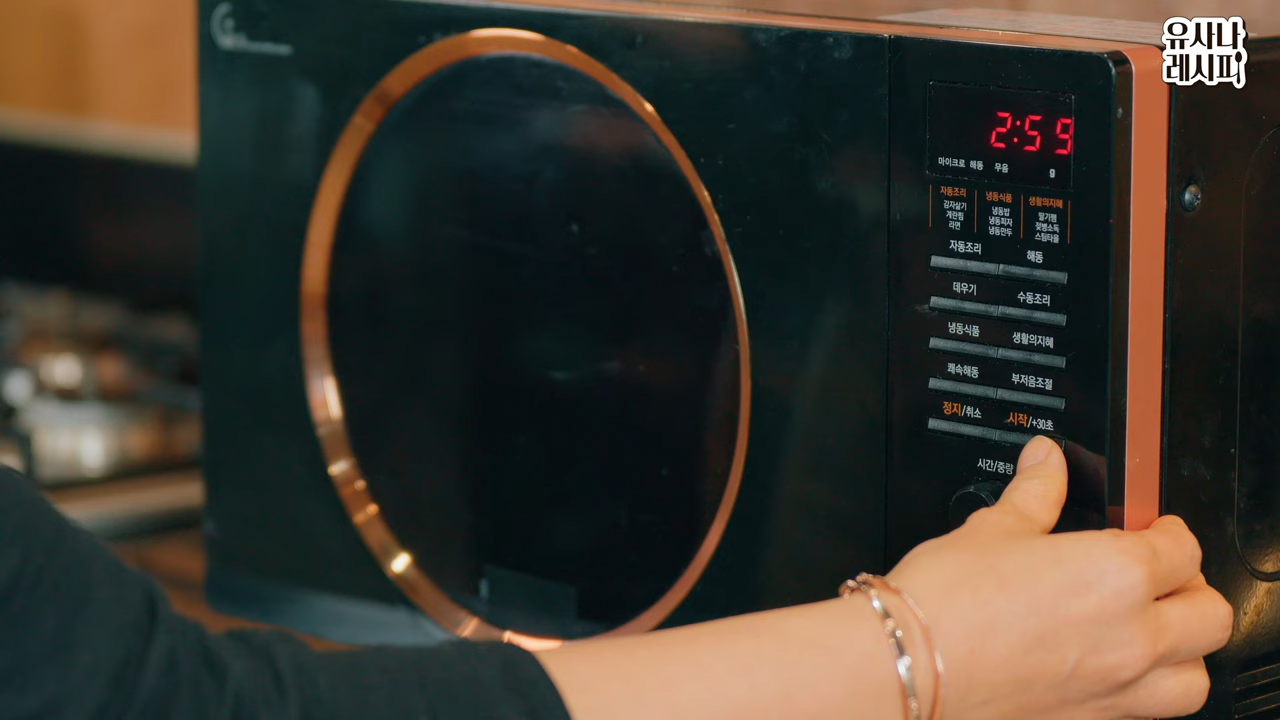 유사나
레시피
2:59
마이크로 해동 무음 g
자동조리 냉동식품 생활의지혜
감자삶기 냉동밥 딸기잼
계란찜 냉동피자 젖병소독
라면 냉동만두 스팀타올
자동조리 해동
데우기 수동조리
냉동식품 생활의지혜
쾌속해동 부저음조절
정지/취소 시작/+30초
시간/중량